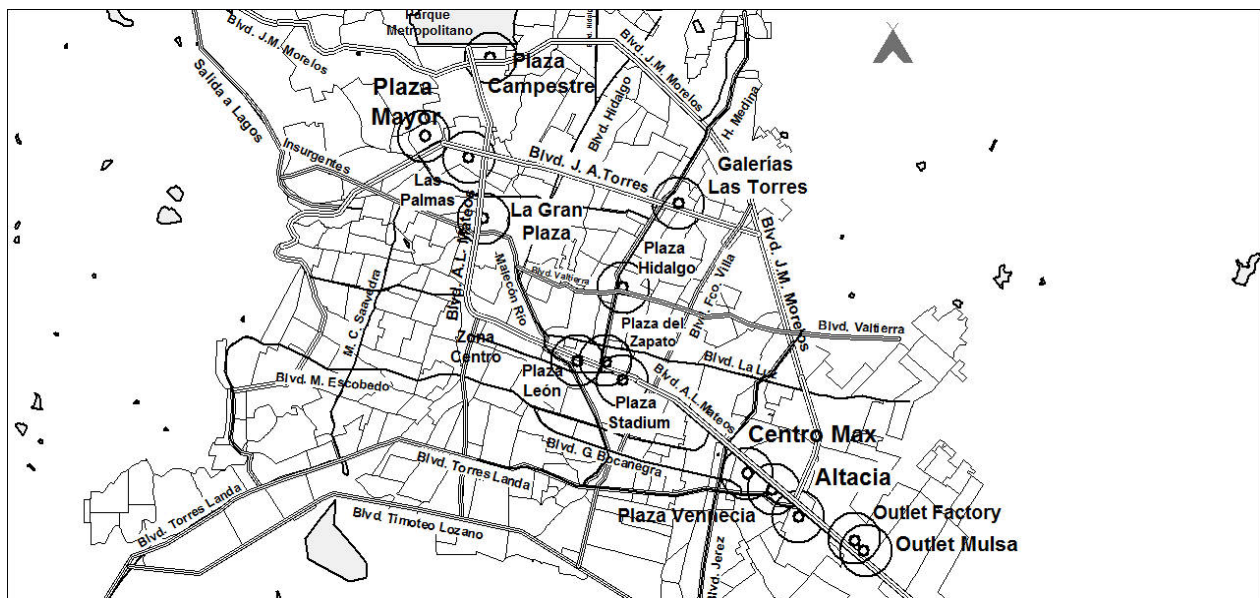 Parque
Metropolitano
Blvd. Hidalgo
Blvd. J.M. Morelos
Blvd. J.M. Morelos
Plaza
Campestre
Salida a Lagos
Plaza
Mayor
Blvd. Hidalgo
H. Medina
Insurgentes
Blvd. J. A.Torres
Galerías
Las Torres
Las
Palmas
Blvd. A.L. Mateos
La Gran
Plaza
Plaza
Hidalgo
Malecón Río
Blvd. Valtierra
Blvd. Fco. Villa
Blvd. J.M. Morelos
M. C. Saavedra
Blvd. Valtierra
Zona
Centro
Plaza del
Zapato
Blvd. La Luz
Plaza
León
Blvd. M. Escobedo
Blvd. A.L. Mateos
Plaza
Stadium
Centro Max
Blvd. G. Bocanegra
Blvd. Torres Landa
Altacia
Blvd. Torres Landa
Plaza Vennecia
Outlet Factory
Blvd. Timoteo Lozano
Outlet Mulsa
Blvd. Jerez